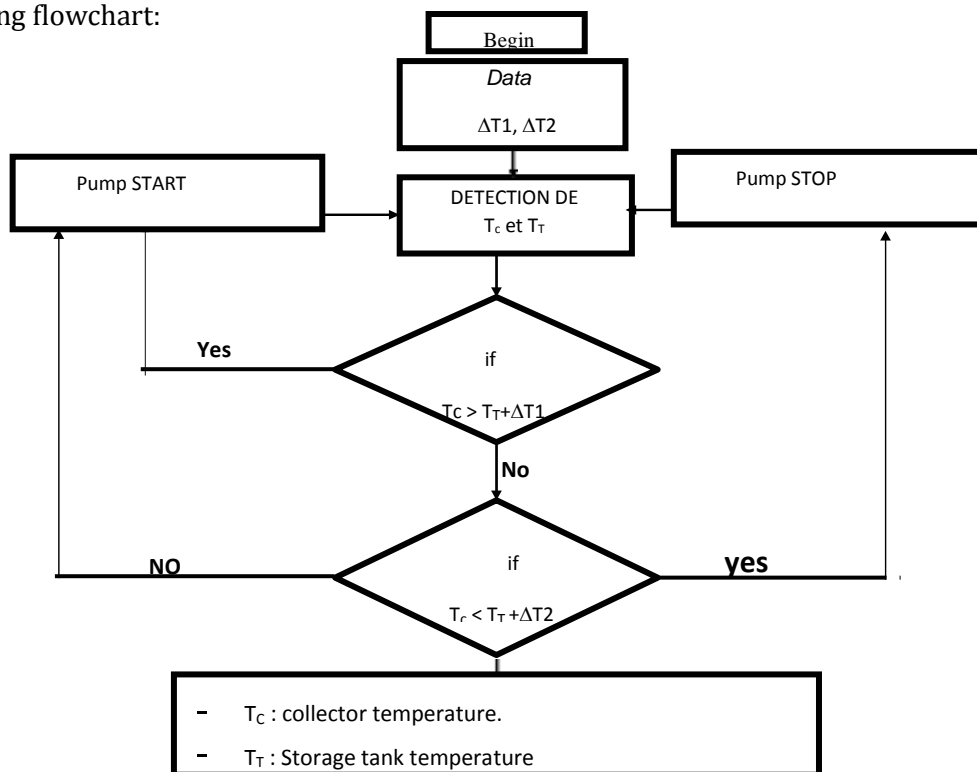 ng flowchart:
Begin
Data
ΔT1, ΔT2
Pump START
DETECTION DE
Tc et TT
Pump STOP
Yes
if
Tc > TT+ΔT1
No
NO
if
Tc < TT +ΔT2
yes
- TC : collector temperature.
- TT : Storage tank temperature